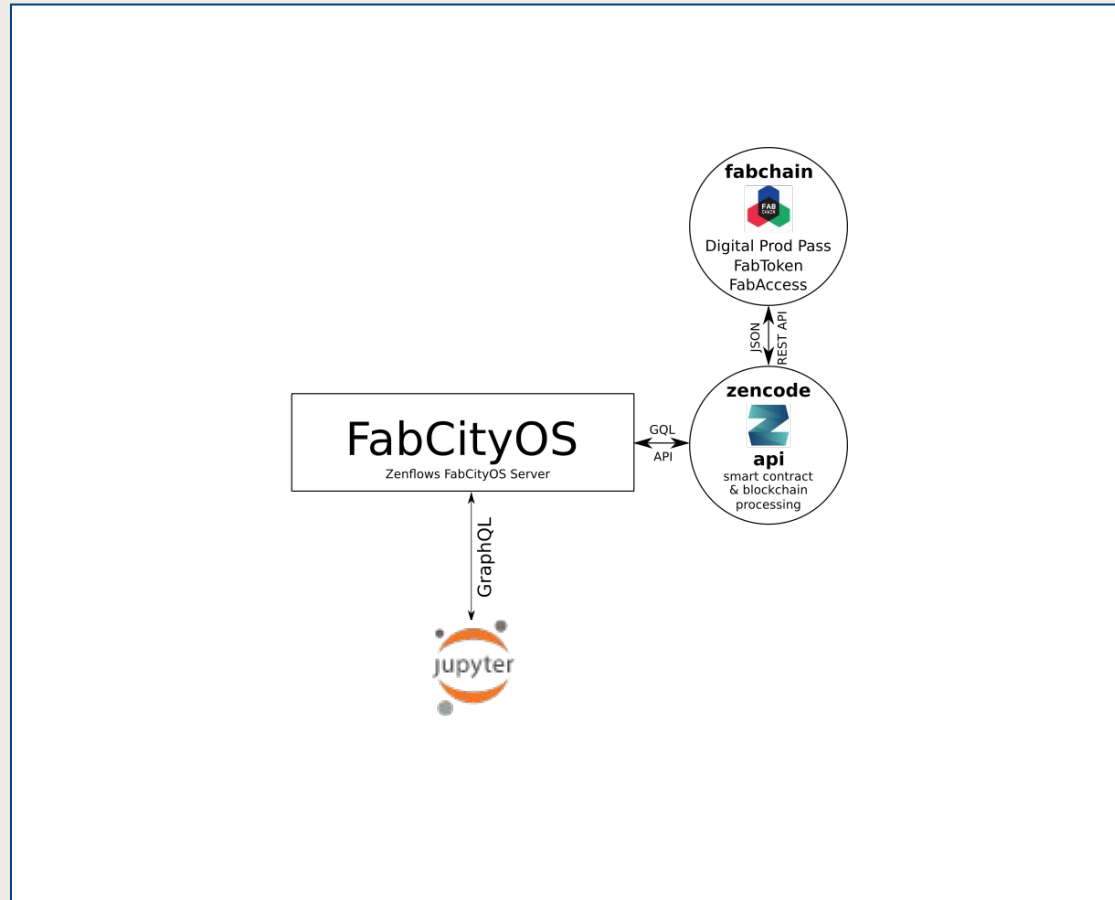 fabchain
FAB
CHAIN
Digital Prod Pass
FabToken
FabAccess
JSON
REST API
zencode
api
smart contract
& blockchain
processing
GQL
API
FabCityOS
Zenflows FabCityOS Server
GraphQL
jupyter